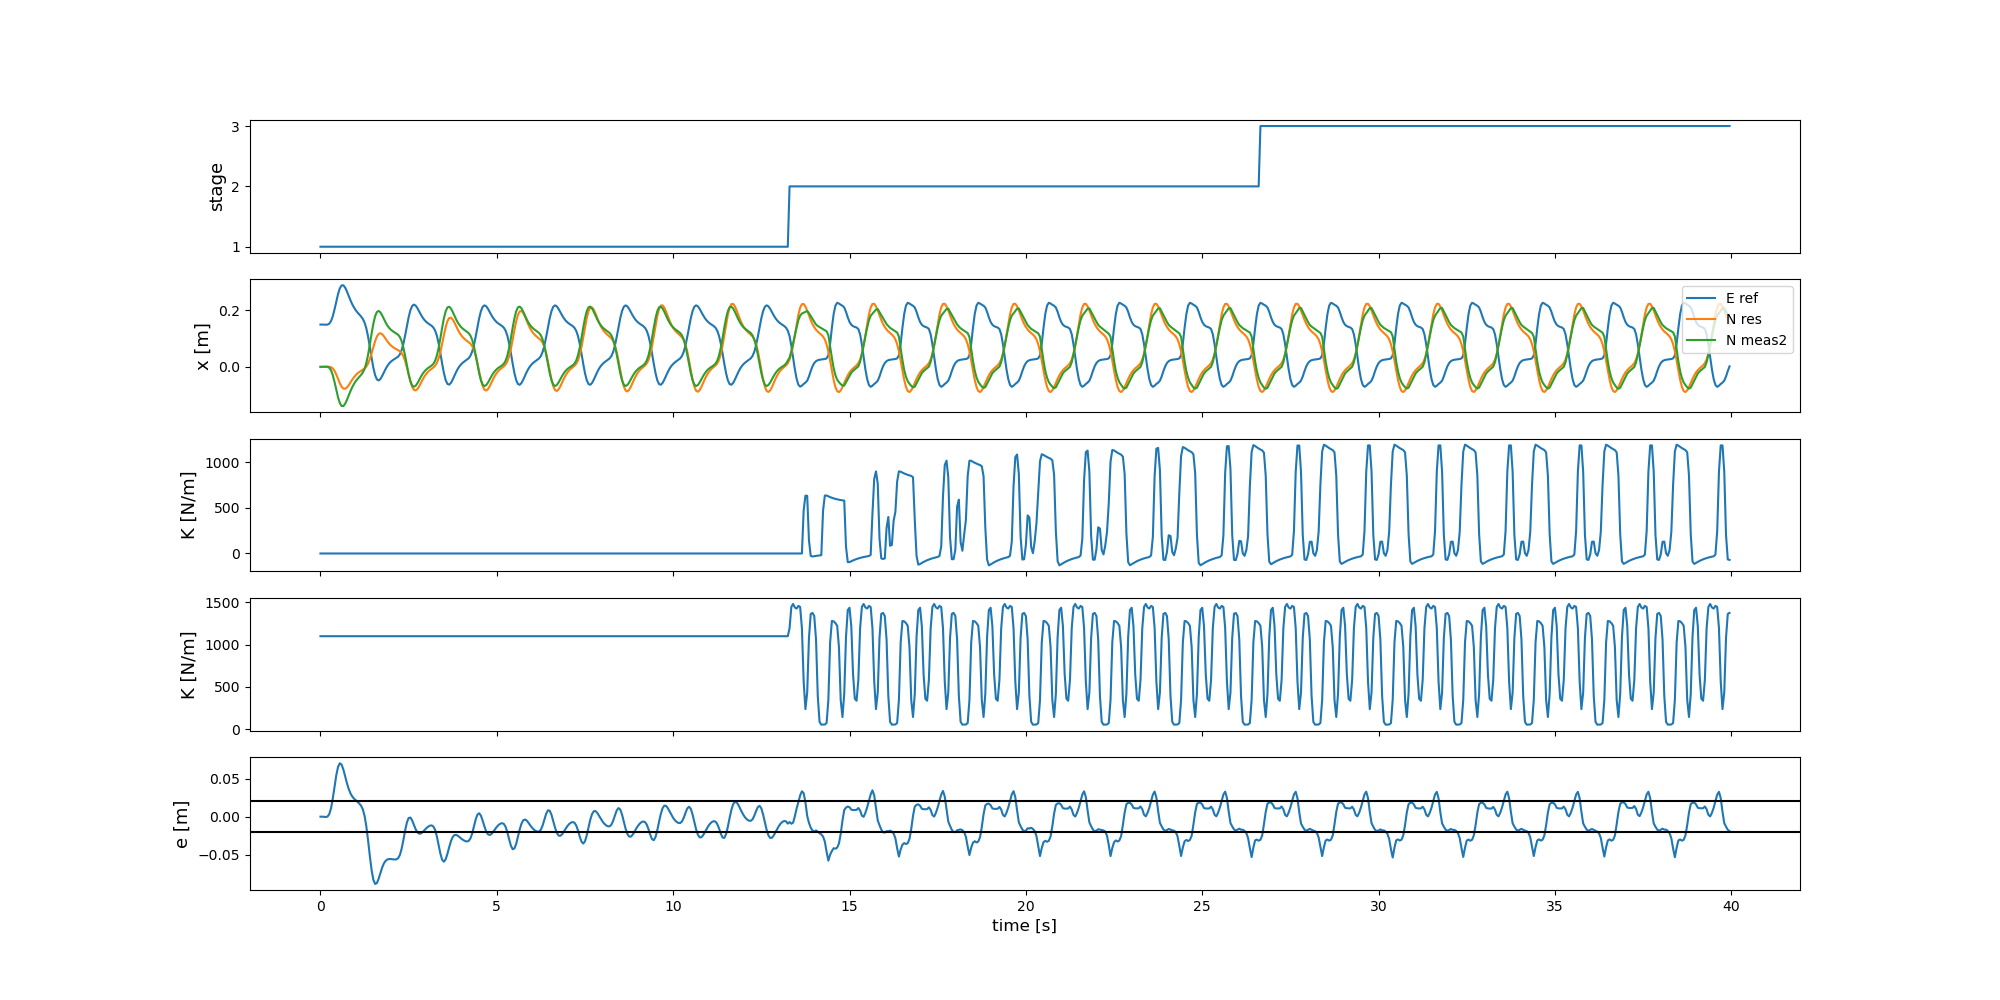 3
2
1
stage
0.2
0.0
x [m]
E ref
N res
N meas2
1000
500
0
K [N/m]
1500
1000
500
0
K [N/m]
0.05
0.00
−0.05
e [m]
0 5 10 15 20 25 30 35 40
time [s]